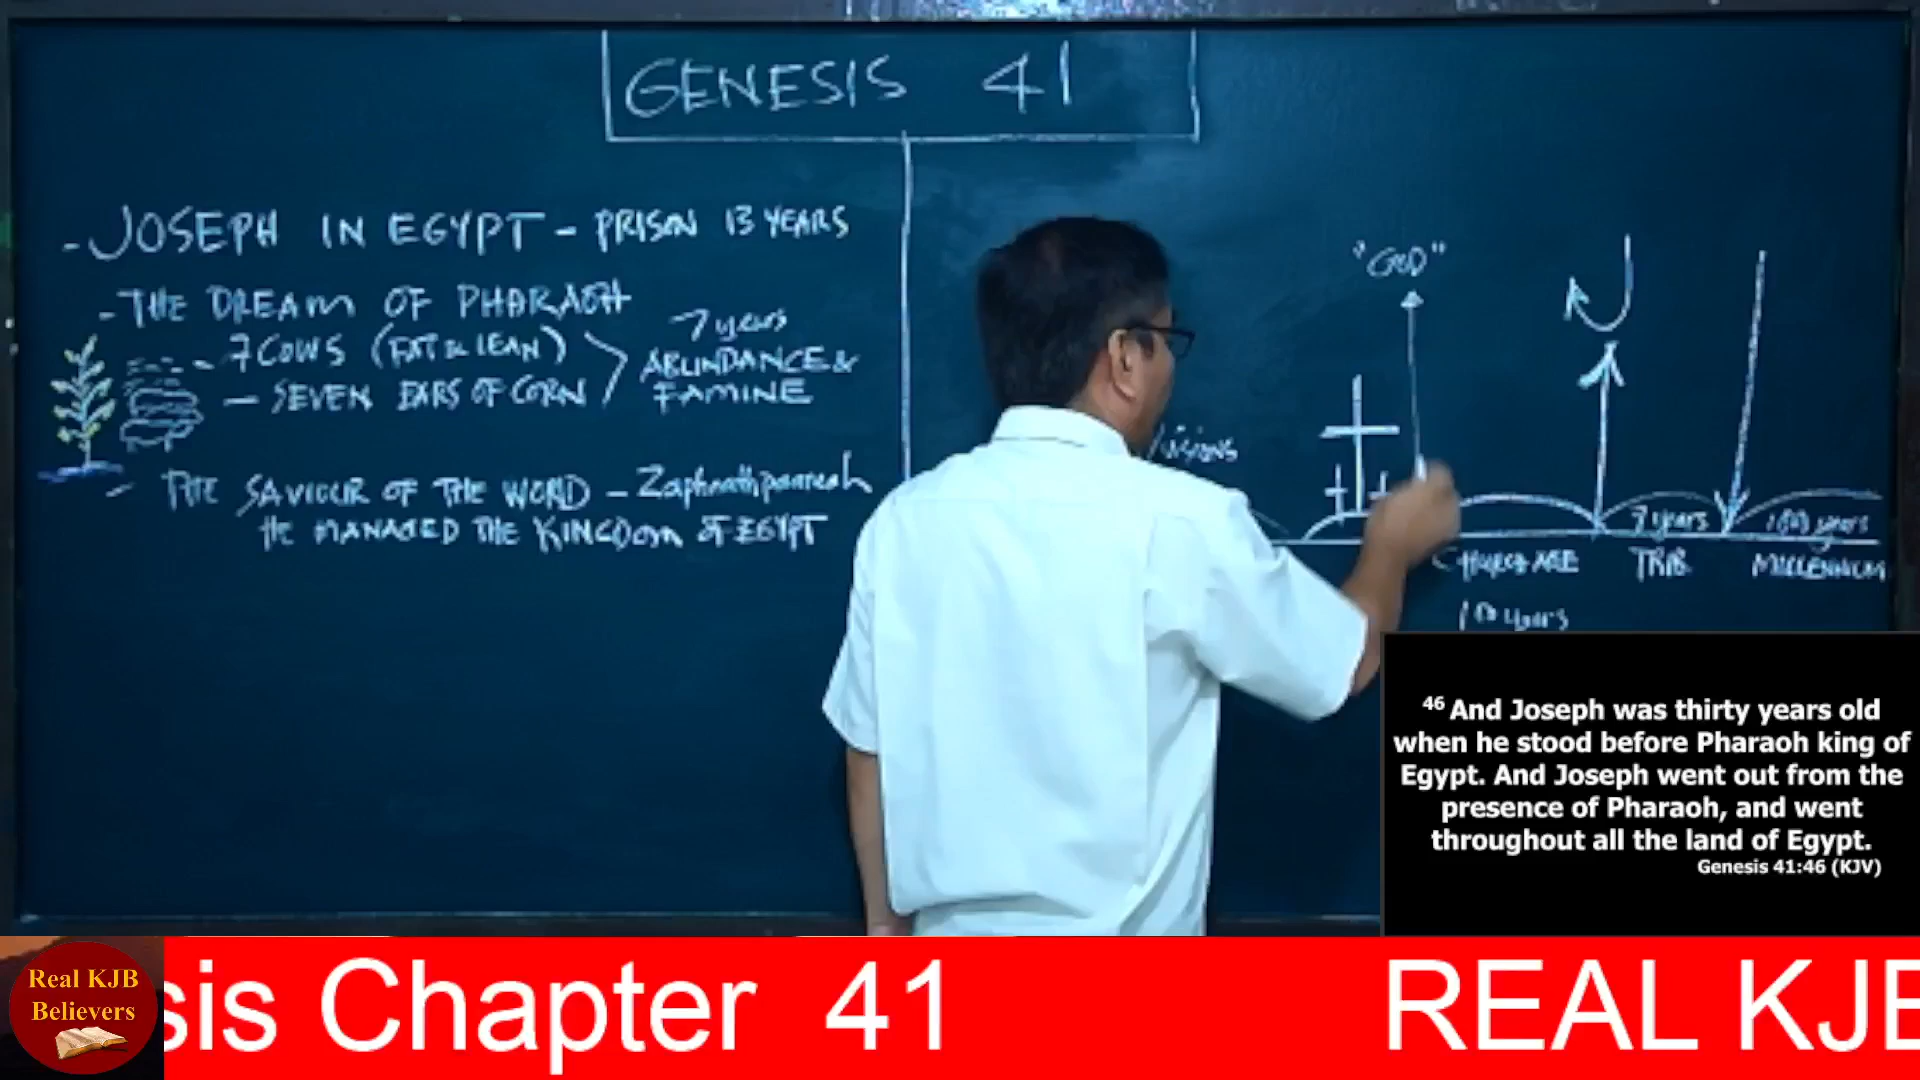 GENESIS 41
- JOSEPH IN EGYPT - PRISON 13 YEARS
- THE DREAM OF PHARAOH
- 7 COWS (FAT & LEAN)
- SEVEN EARS OF CORN
7 years
ABUNDANCE &
FAMINE
- THE SAVIOUR OF THE WORD - Zaphnathpaaneah
HE MANAGED THE KINGDOM OF EGYPT
"GOD"
7 years
CHURCH AGE
TRIB
MILLENNIUM
46 And Joseph was thirty years old
when he stood before Pharaoh king of
Egypt. And Joseph went out from the
presence of Pharaoh, and went
throughout all the land of Egypt.
Genesis 41:46 (KJV)
Real KJB
Believers
sis Chapter 41 REAL KJB